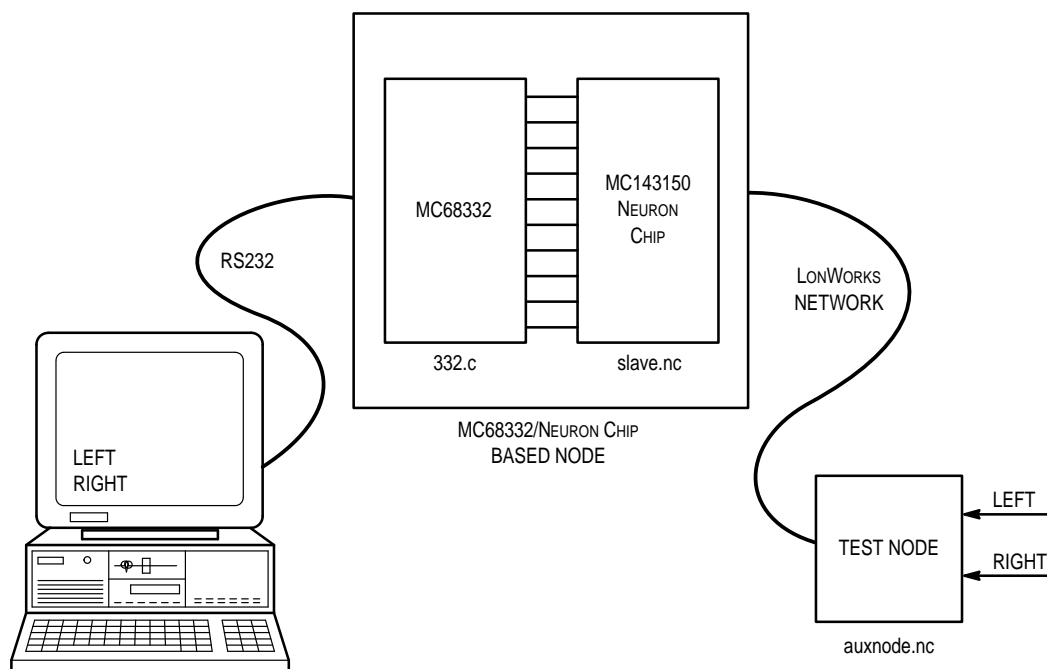 MC68332
MC143150
NEURON
CHIP
RS232
LONWORKS
NETWORK
332.c
slave.nc
MC68332/NEURON CHIP
BASED NODE
LEFT
RIGHT
TEST NODE
LEFT
RIGHT
auxnode.nc